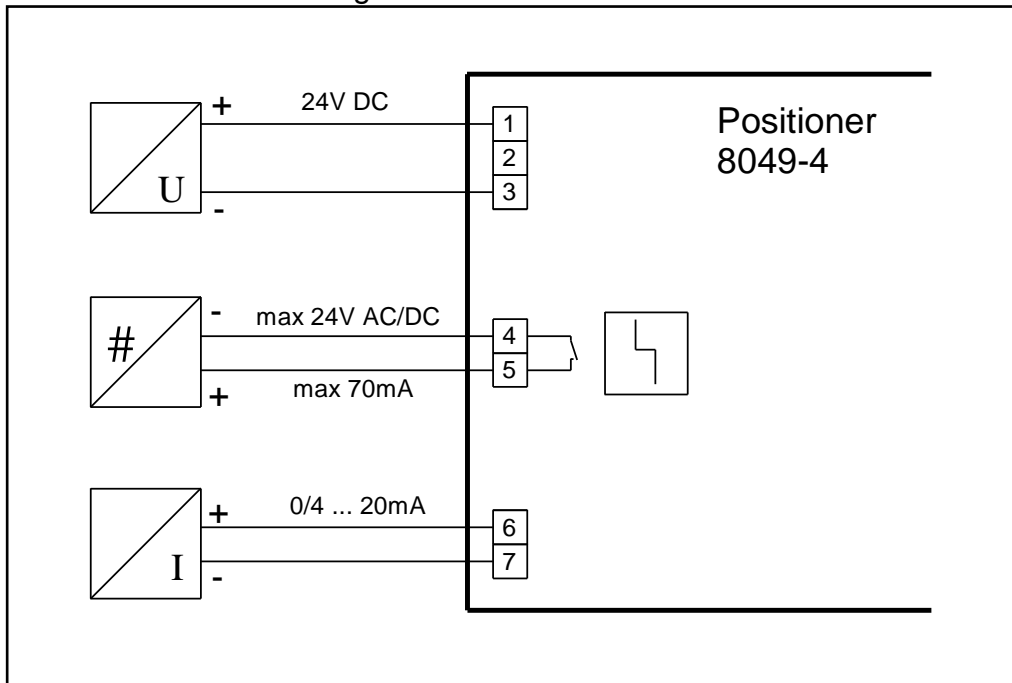 +
24V DC
U
-
1
2
3
Positioner
8049-4
#
-
max 24V AC/DC
4
5
max 70mA
+
+
0/4 ... 20mA
6
7
I
-